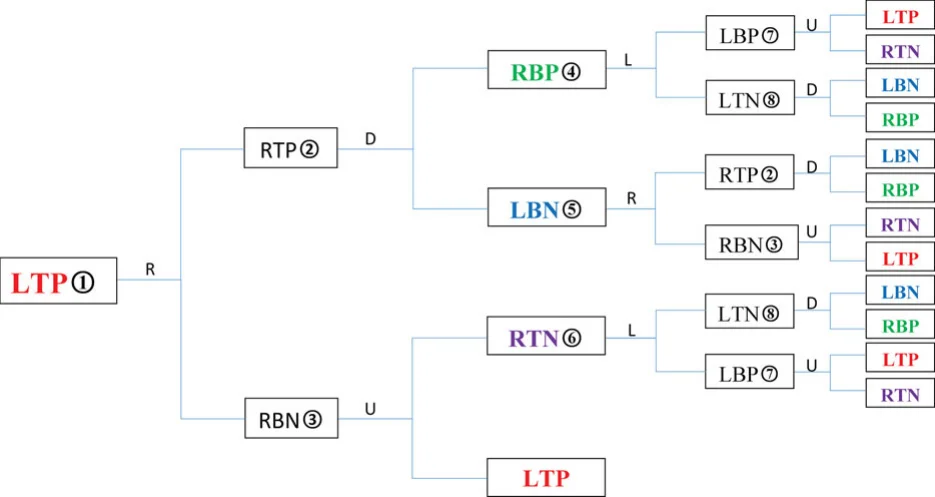 LTP①
R
RTP②
D
RBN③
U
RBP④
L
LBN⑤
R
RTN⑥
L
LTP
LBP⑦
U
LTN⑧
D
RTP②
D
RBN③
U
LTN⑧
D
LBP⑦
U
LTP
RTN
LBN
RBP
LBN
RBP
RTN
LTP
LBN
RBP
LTP
RTN